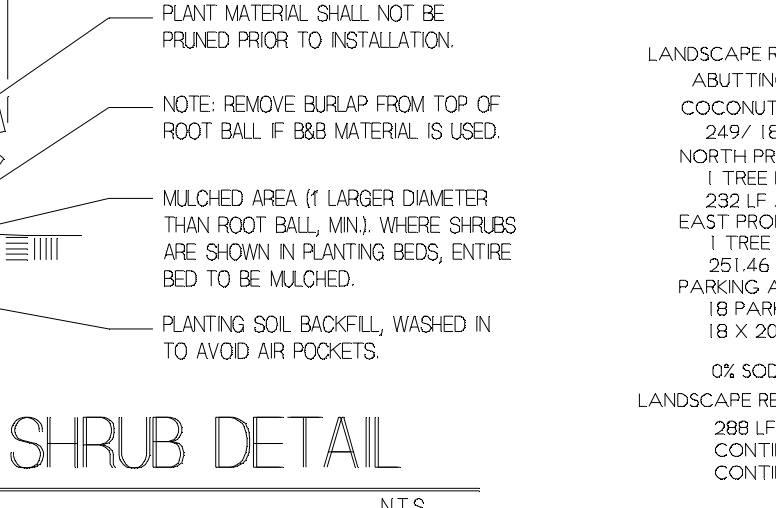 PLANT MATERIAL SHALL NOT BE
PRUNED PRIOR TO INSTALLATION.
NOTE: REMOVE BURLAP FROM TOP OF
ROOT BALL IF B&B MATERIAL IS USED.
MULCHED AREA (1' LARGER DIAMETER
THAN ROOT BALL, MIN.). WHERE SHRUBS
ARE SHOWN IN PLANTING BEDS, ENTIRE
BED TO BE MULCHED.
PLANTING SOIL BACKFILL, WASHED IN
TO AVOID AIR POCKETS.
SHRUB DETAIL
N.T.S.
LANDSCAPE
ABUTTING
COCONUT
249/ 18
NORTH
1 TREE
232 LF
EAST
1 TREE
251.46
PARKING
18
18 X 20
0% SOD
LANDSCAPE
288 LF